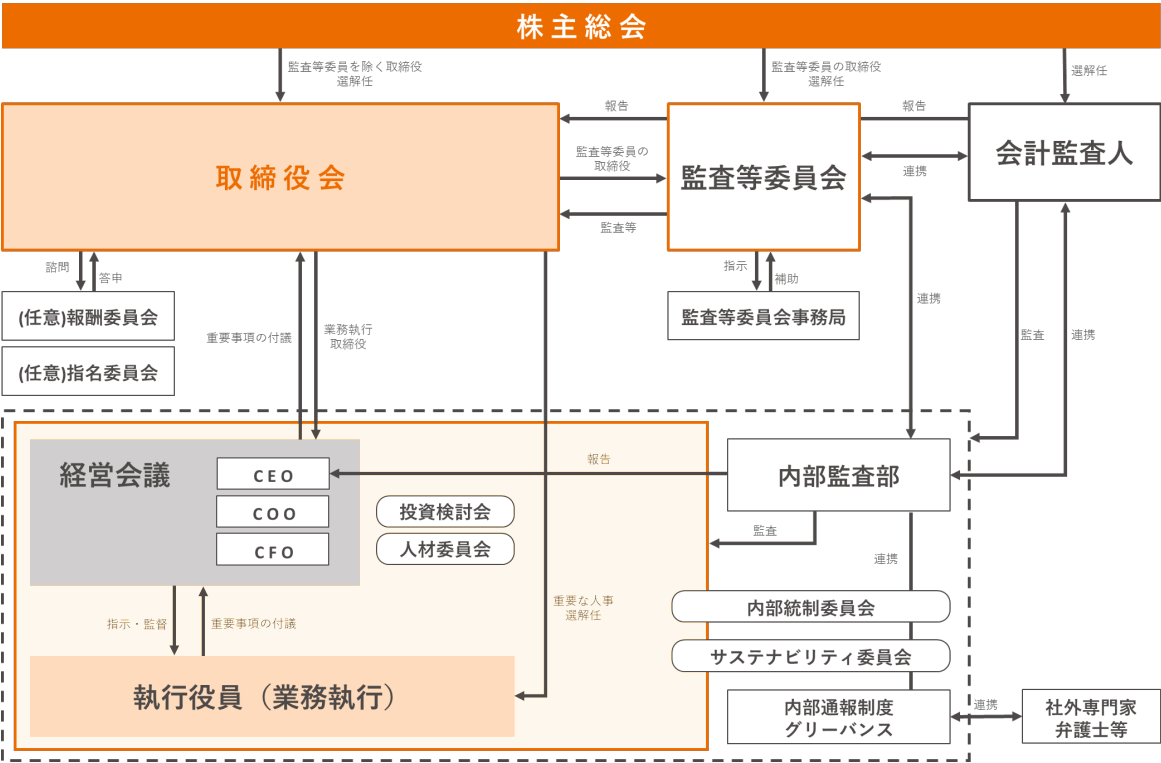 株主総会
監査等委員を除く取締役
選解任
監査等委員の取締役
選解任
選解任
取締役会
報告
監査等委員の
取締役
監査等
監査等委員会
報告
連携
会計監査人
諮問
答申
(任意)報酬委員会
(任意)指名委員会
重要事項の付議
業務執行
取締役
指示
補助
監査等委員会事務局
連携
監査
連携
経営会議
CEO
COO
CFO
投資検討会
人材委員会
報告
内部監査部
監査
連携
指示・監督
重要事項の付議
重要な人事
選解任
内部統制委員会
サステナビリティ委員会
執行役員（業務執行）
内部通報制度
グリーバンス
連携
社外専門家
弁護士等